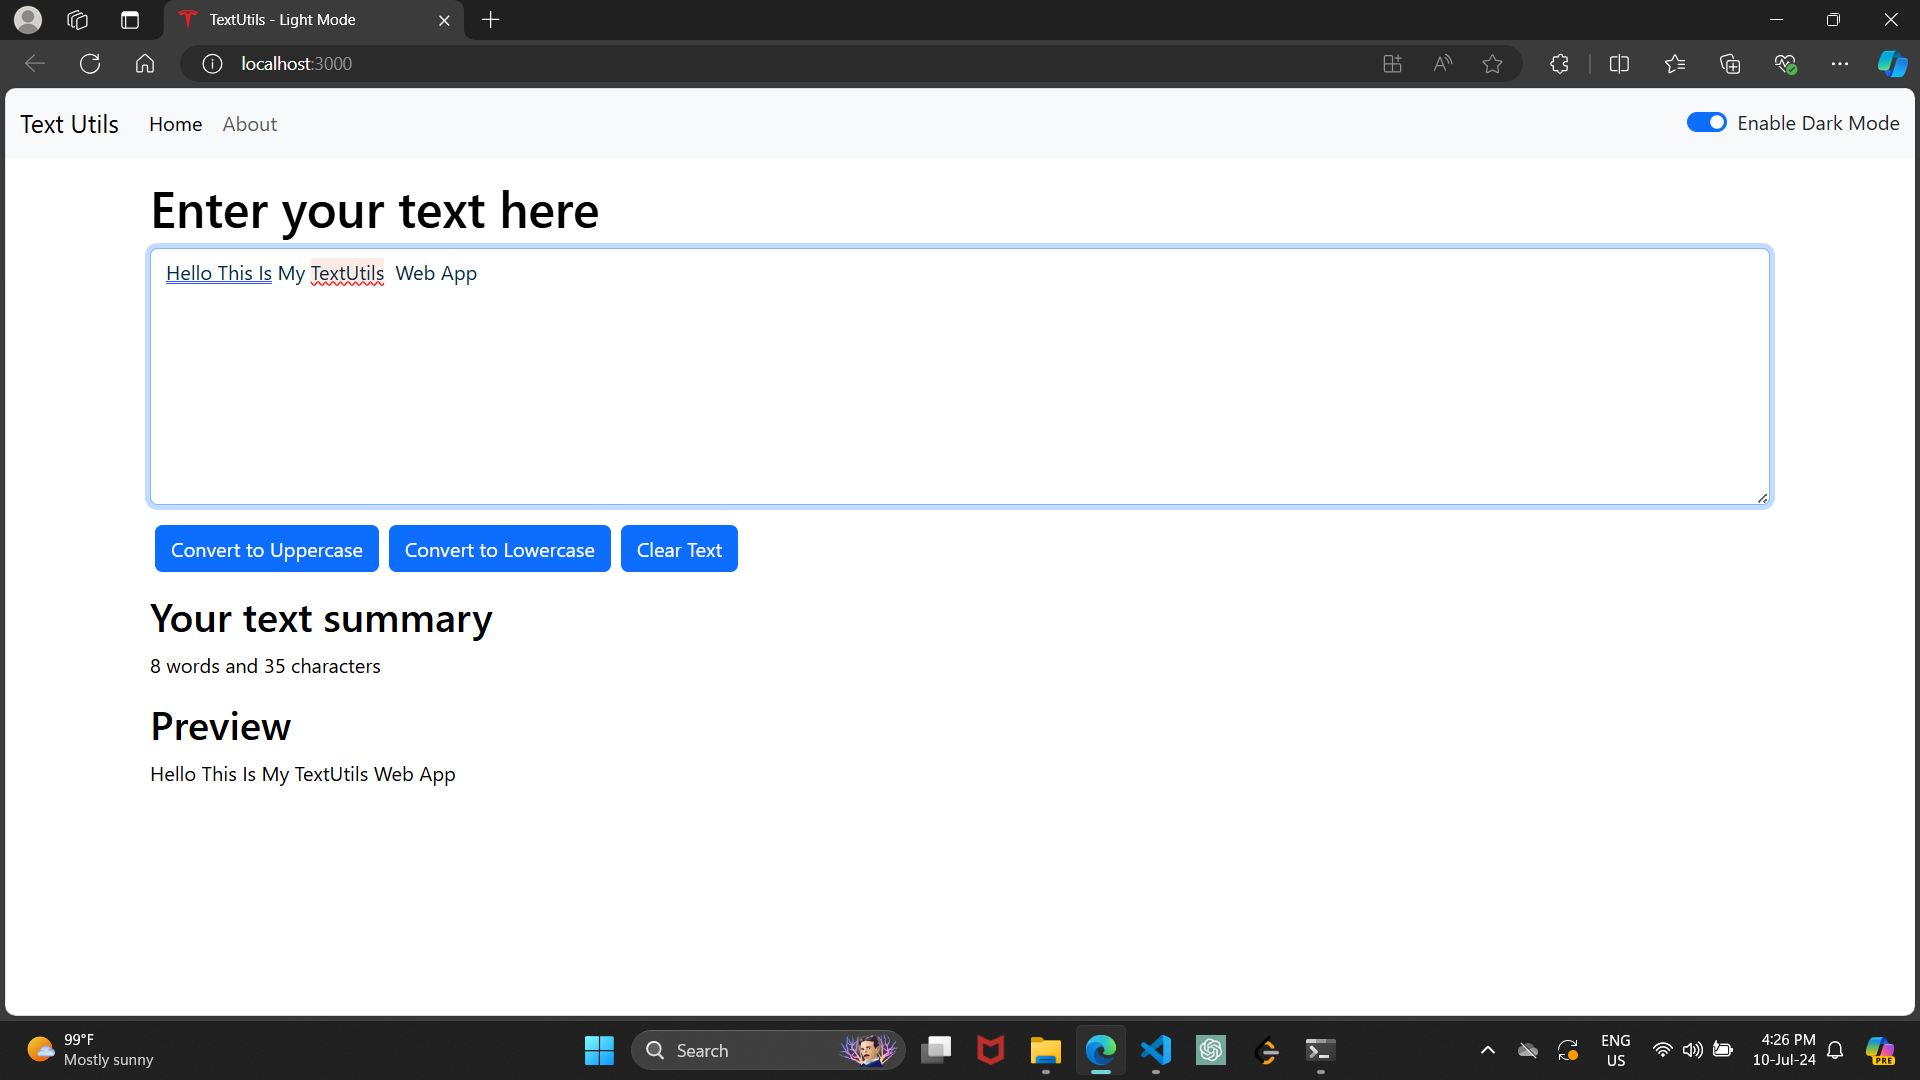 TextUtils - Light Mode
localhost:3000
Text Utils Home About Enable Dark Mode
Enter your text here
Hello This Is My TextUtils  Web App
Convert to Uppercase Convert to Lowercase Clear Text
Your text summary
8 words and 35 characters
Preview
Hello This Is My TextUtils Web App
99°F
Mostly sunny
Search
ENG
US
4:26 PM
10-Jul-24
PRE